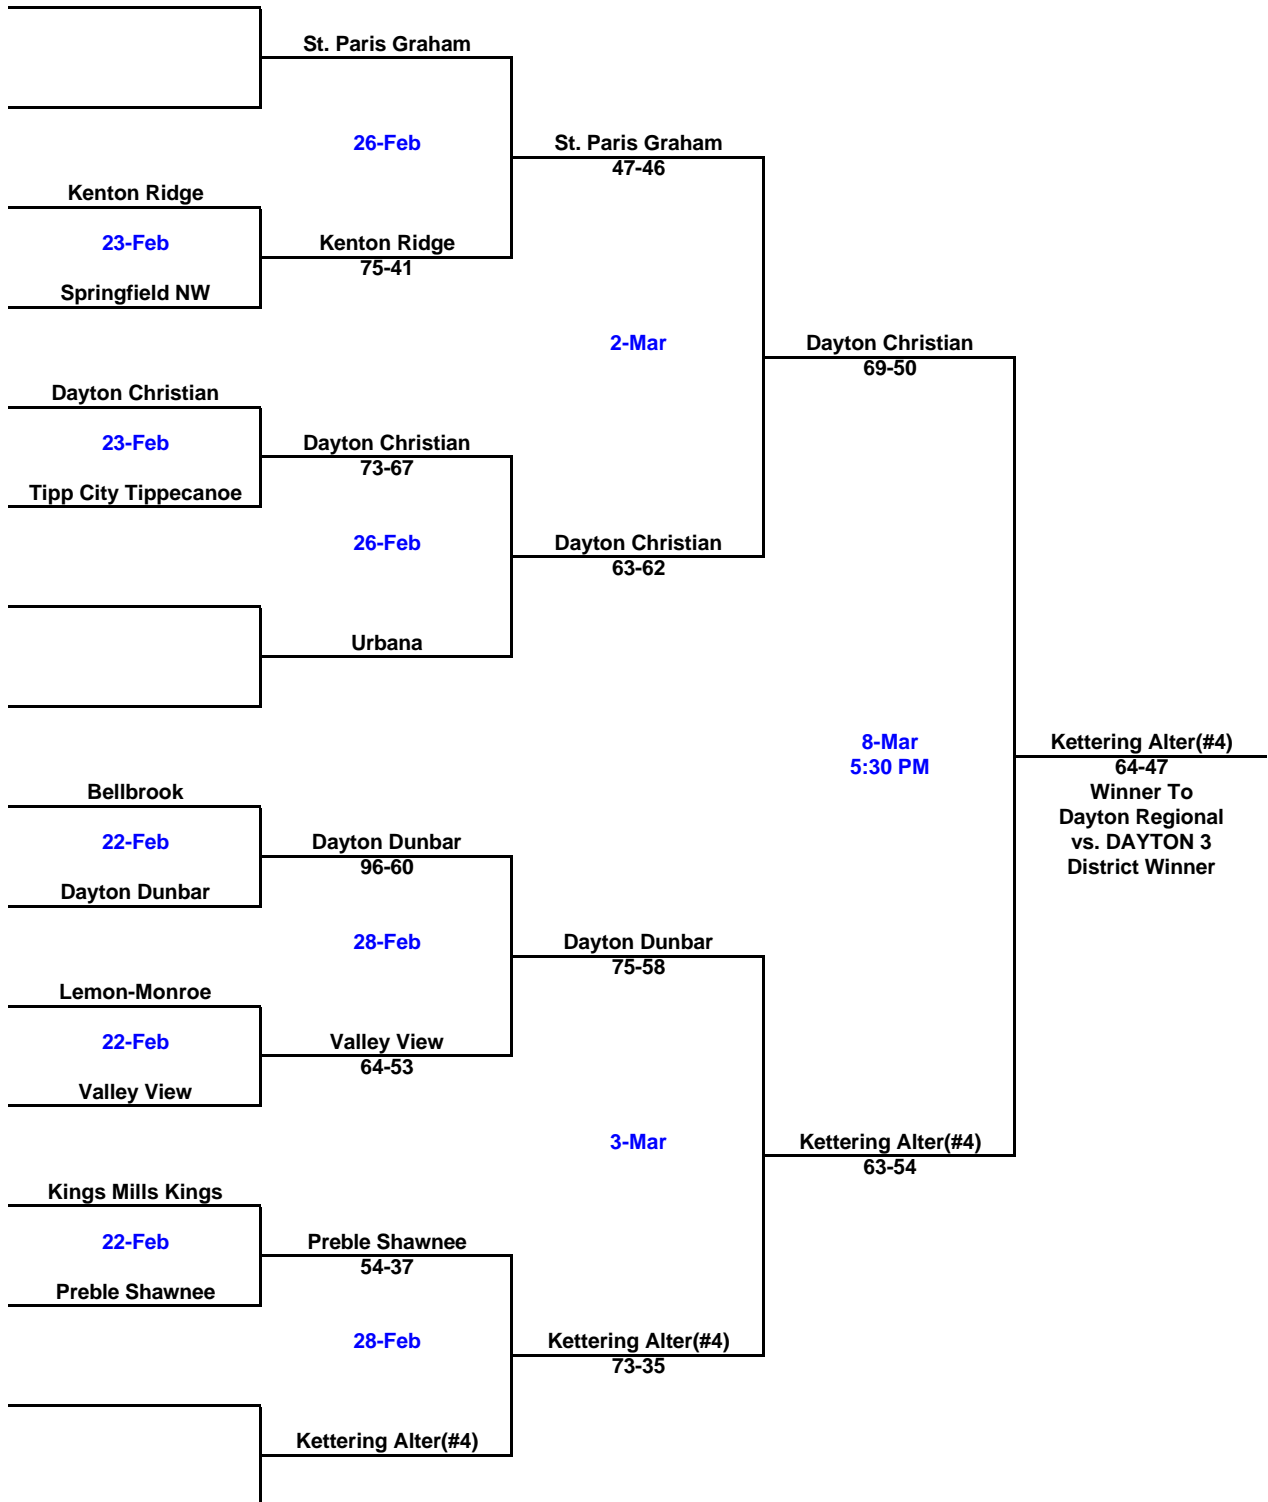 St. Paris Graham
26-Feb
St. Paris Graham
47-46
Kenton Ridge
23-Feb
Kenton Ridge
75-41
Springfield NW
2-Mar
Dayton Christian
69-50
Dayton Christian
23-Feb
Dayton Christian
73-67
Tipp City Tippecanoe
26-Feb
Dayton Christian
63-62
Urbana
8-Mar
5:30 PM
Kettering Alter(#4)
64-47
Winner To
Dayton Regional
vs. DAYTON 3
District Winner
Bellbrook
22-Feb
Dayton Dunbar
96-60
Dayton Dunbar
28-Feb
Dayton Dunbar
75-58
Lemon-Monroe
22-Feb
Valley View
64-53
Valley View
3-Mar
Kettering Alter(#4)
63-54
Kings Mills Kings
22-Feb
Preble Shawnee
54-37
Preble Shawnee
28-Feb
Kettering Alter(#4)
73-35
Kettering Alter(#4)